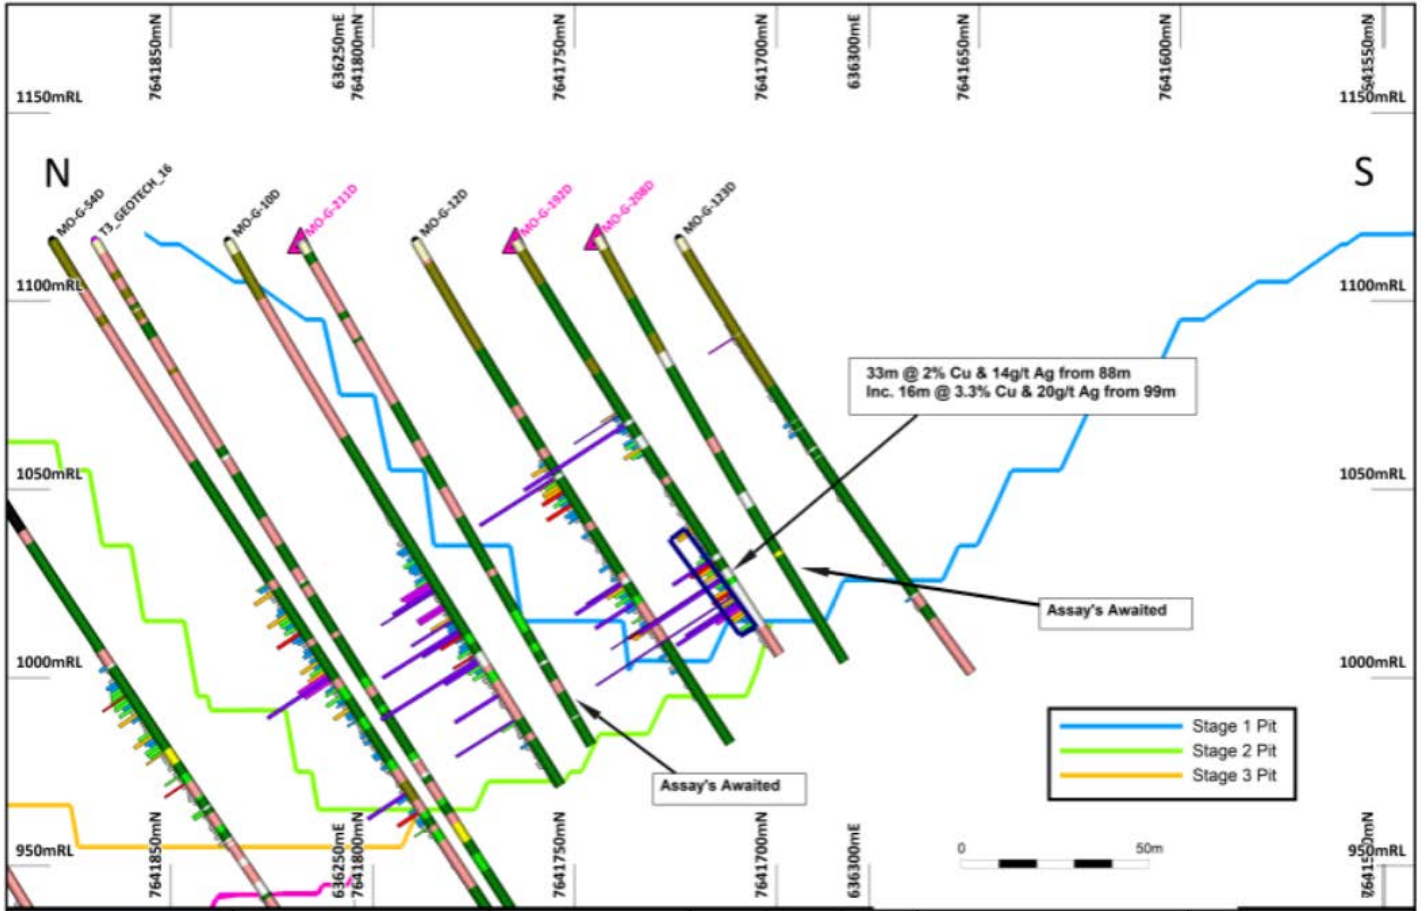 7641850mN
636250mE
7641800mN
7641750mN
7641700mN
636300mE
7641650mN
7641600mN
7641550mN
1150mRL
1150mRL
N
S
MO-G-54D
T3_GEOTECH_16
MO-G-10D
MO-G-211D
MO-G-12D
MO-G-192D
MO-G-208D
MO-G-123D
1100mRL
1100mRL
33m @ 2% Cu & 14g/t Ag from 88m
Inc. 16m @ 3.3% Cu & 20g/t Ag from 99m
1050mRL
1050mRL
Assay's Awaited
1000mRL
1000mRL
Stage 1 Pit
Stage 2 Pit
Stage 3 Pit
Assay's Awaited
0
50m
950mRL
950mRL
7641850mN
636250mE
7641800mN
7641750mN
7641700mN
636300mE
7641650mN
7641600mN